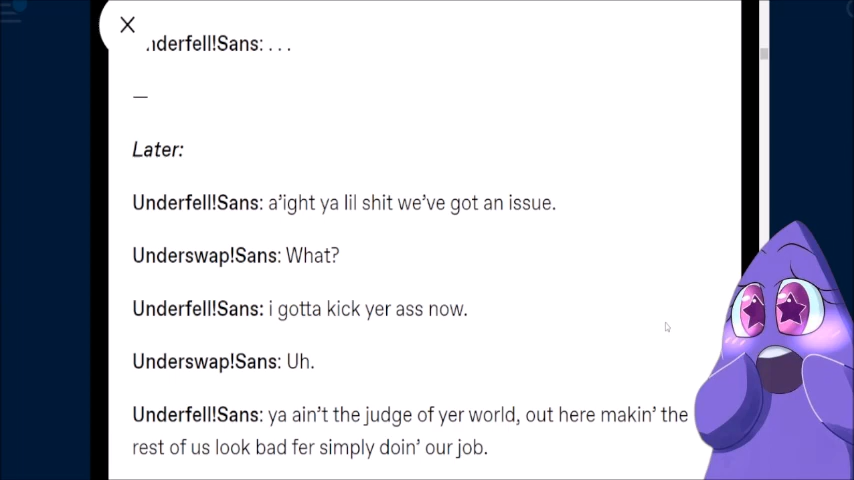 nderfell!Sans: . . .
—
Later:
Underfell!Sans: a’ight ya lil shit we’ve got an issue.
Underswap!Sans: What?
Underfell!Sans: i gotta kick yer ass now.
Underswap!Sans: Uh.
Underfell!Sans: ya ain’t the judge of yer world, out here makin’ the
rest of us look bad fer simply doin’ our job.